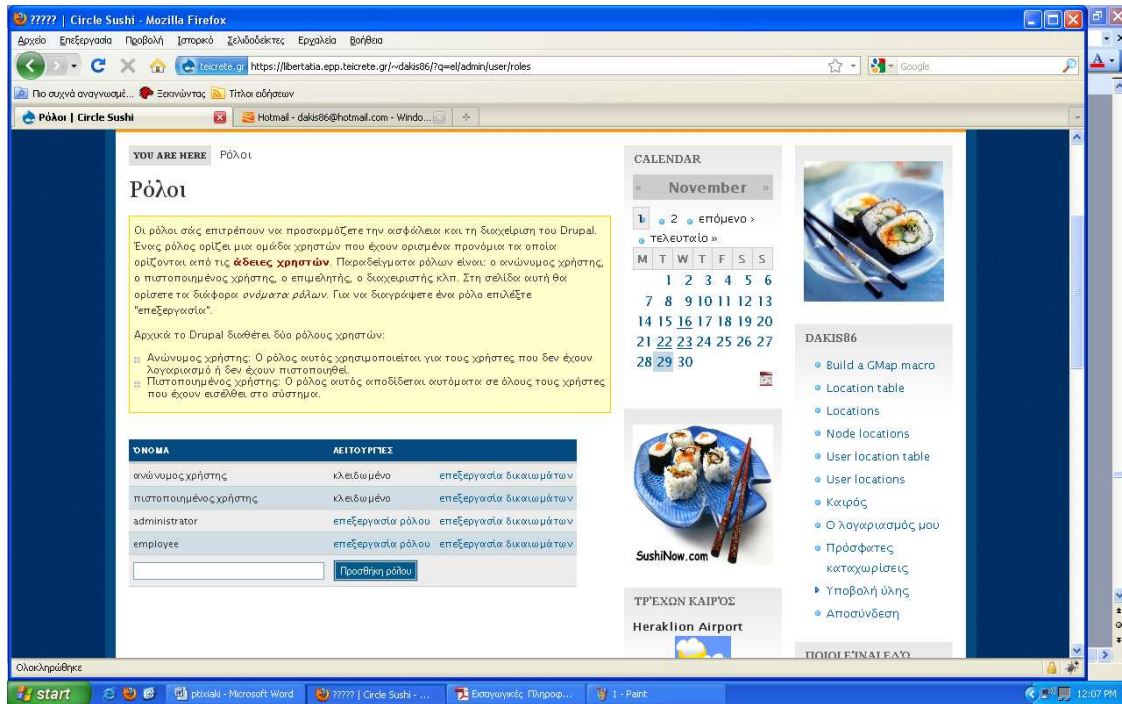 ????? | Circle Sushi - Mozilla Firefox
Αρχείο Επεξεργασία Προβολή Ιστορικό Σελιδοδείκτες Εργαλεία Βοήθεια
teicrete.gr https://libertatia.epp.teicrete.gr/~dakis86/?q=el/admin/user/roles
Google
Πιο συχνά αναγνωσμέ... Ξεκινώντας Τίτλοι ειδήσεων
Ρόλοι | Circle Sushi
Hotmail - dakis86@hotmail.com - Windo...
YOU ARE HERE Ρόλοι
Ρόλοι
Οι ρόλοι σάς επιτρέπουν να προσαρμόζετε την ασφάλεια και τη διαχείριση του Drupal.
Ένας ρόλος ορίζει μια ομάδα χρηστών που έχουν ορισμένα προνόμια τα οποία
ορίζονται από τις άδειες χρηστών. Παραδείγματα ρόλων είναι: ο ανώνυμος χρήστης,
ο πιστοποιημένος χρήστης, ο επιμελητής, ο διαχειριστής κλπ. Στη σελίδα αυτή θα
ορίσετε τα διάφορα ονόματα ρόλων. Για να διαγράψετε ένα ρόλο επιλέξτε
"επεξεργασία".
Αρχικά το Drupal διαθέτει δύο ρόλους χρηστών:
Ανώνυμος χρήστης: Ο ρόλος αυτός χρησιμοποιείται για τους χρήστες που δεν έχουν
λογαριασμό ή δεν έχουν πιστοποιηθεί.
Πιστοποιημένος χρήστης: Ο ρόλος αυτός αποδίδεται αυτόματα σε όλους τους χρήστες
που έχουν εισέλθει στο σύστημα.
ΌΝΟΜΑ ΛΕΙΤΟΥΡΓΊΕΣ
ανώνυμος χρήστης κλειδωμένο επεξεργασία δικαιωμάτων
πιστοποιημένος χρήστης κλειδωμένο επεξεργασία δικαιωμάτων
administrator επεξεργασία ρόλου επεξεργασία δικαιωμάτων
employee επεξεργασία ρόλου επεξεργασία δικαιωμάτων
Προσθήκη ρόλου
CALENDAR
« November »
1 2 επόμενο ›
τελευταίο »
M T W T F S S
1 2 3 4 5 6
7 8 9 10 11 12 13
14 15 16 17 18 19 20
21 22 23 24 25 26 27
28 29 30
SushiNow.com
ΤΡΈΧΩΝ ΚΑΙΡΌΣ
Heraklion Airport
DAKIS86
Build a GMap macro
Location table
Locations
Node locations
User location table
User locations
Καιρός
Ο λογαριασμός μου
Πρόσφατες
καταχωρίσεις
Υποβολή ύλης
Αποσύνδεση
ΠΟΙΟΙ ΕΊΝΑΙ ΕΔΏ
Ολοκληρώθηκε
start
ptixiaki - Microsoft Word
????? | Circle Sushi - ...
Εισαγωγικές Πληροφ...
1 - Paint
12:07 PM